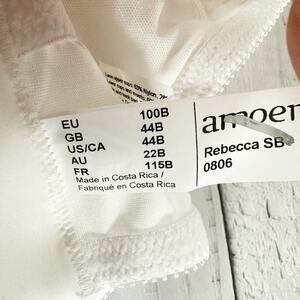 EU 100B
GB 44B
US/CA 44B
AU 22B
FR 115B
Made in Costa Rica /
Fabriqué en Costa Rica
amoen
Rebecca SB
0806